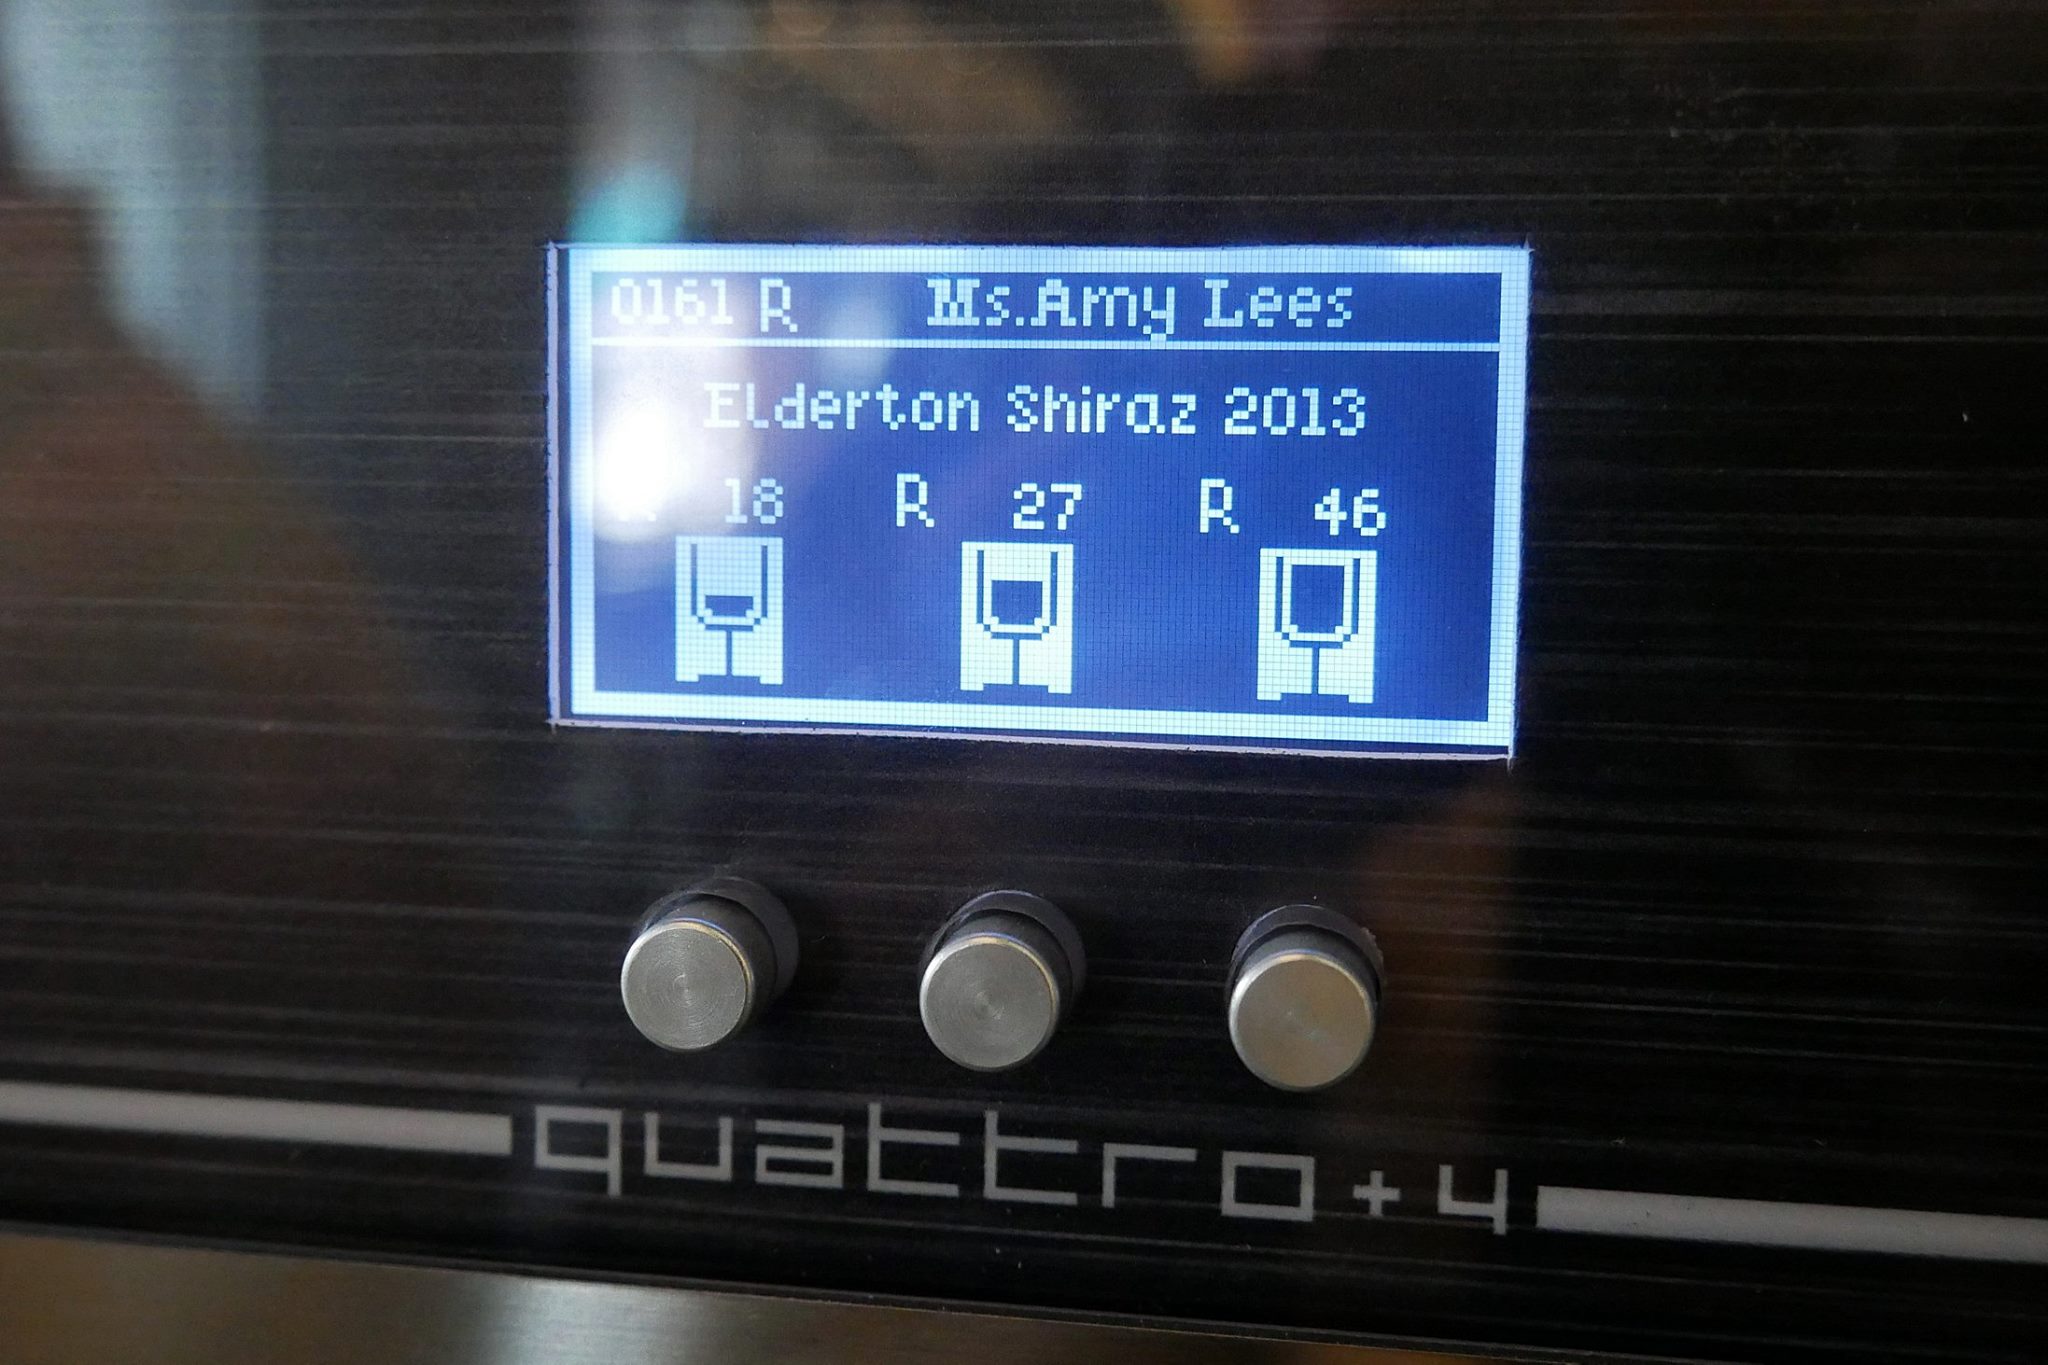 0161 R Ms.Amy Lees
Elderton Shiraz 2013
R 18 R 27 R 46
quattro+4